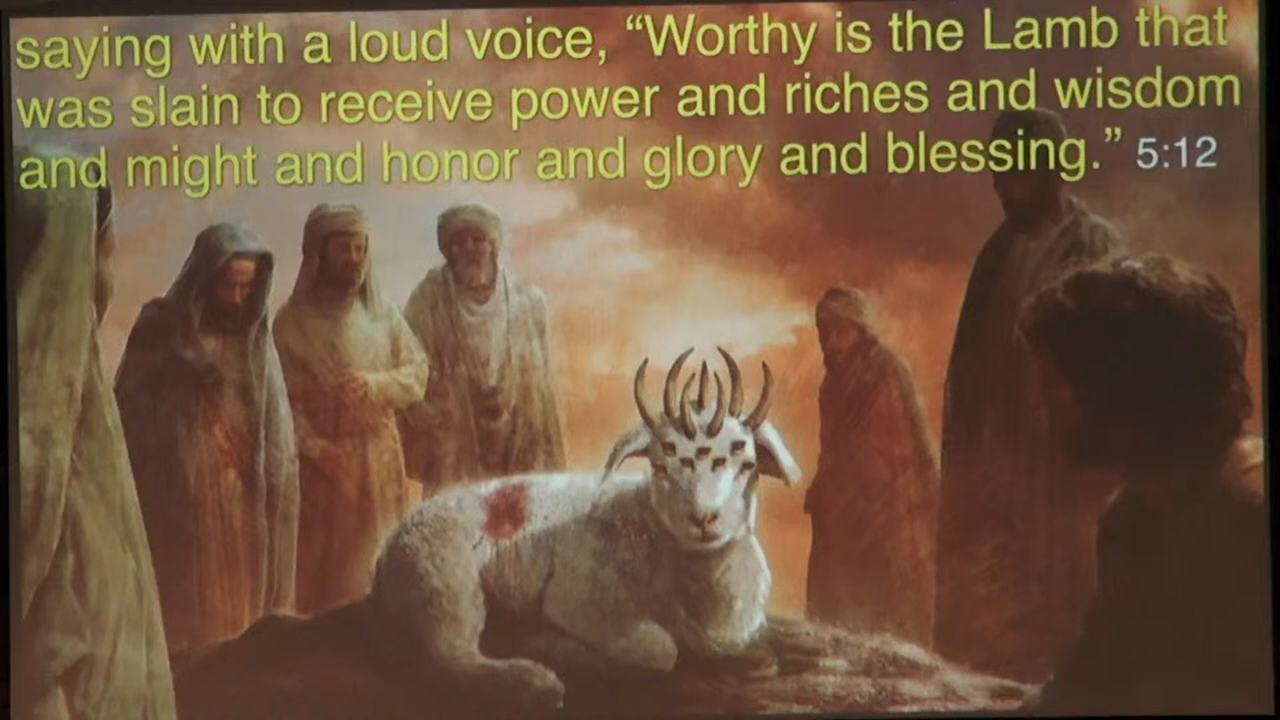 saying with a loud voice, “Worthy is the Lamb that
was slain to receive power and riches and wisdom
and might and honor and glory and blessing.” 5:12